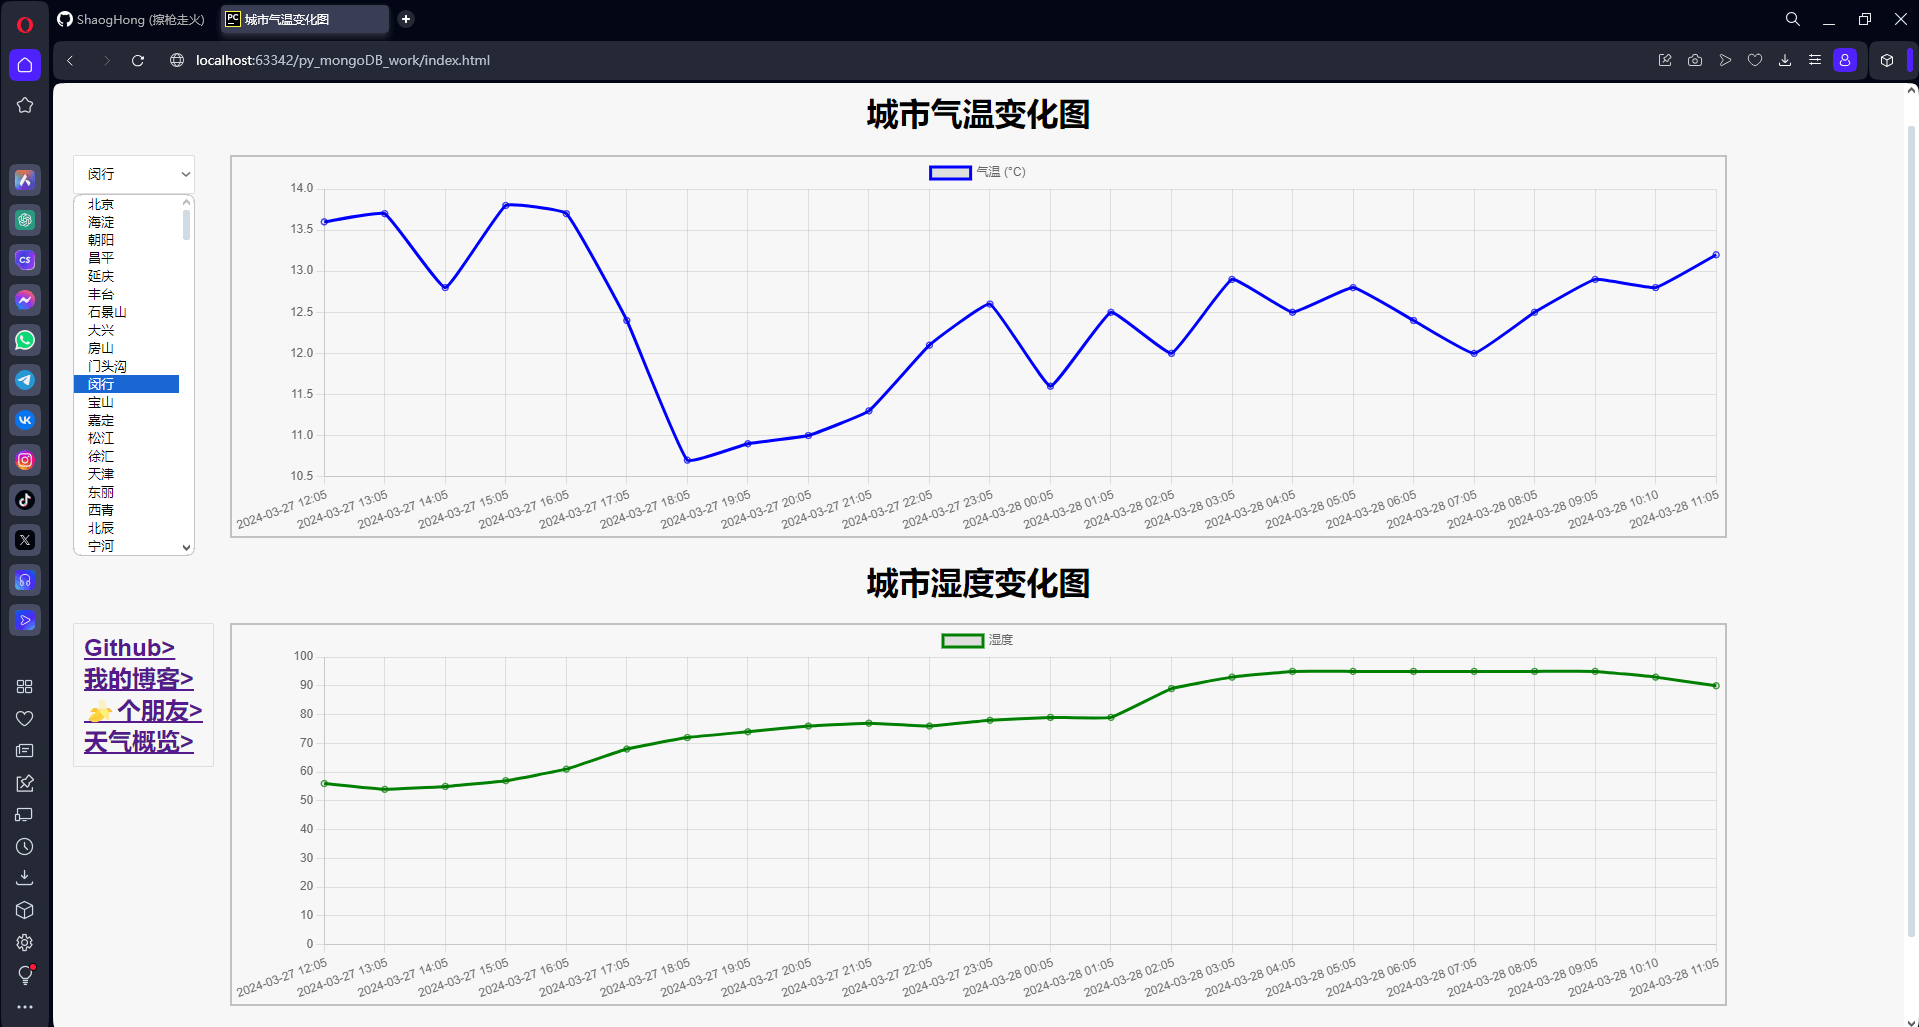 ShaogHong (擦枪走火)
PC 城市气温变化图
localhost:63342/py_mongoDB_work/index.html
城市气温变化图
闵行
北京
海淀
朝阳
昌平
延庆
丰台
石景山
大兴
房山
门头沟
闵行
宝山
嘉定
松江
徐汇
天津
东丽
西青
北辰
宁河
气温 (°C)
14.0
13.5
13.0
12.5
12.0
11.5
11.0
10.5
2024-03-27 12:05
2024-03-27 13:05
2024-03-27 14:05
2024-03-27 15:05
2024-03-27 16:05
2024-03-27 17:05
2024-03-27 18:05
2024-03-27 19:05
2024-03-27 20:05
2024-03-27 21:05
2024-03-27 22:05
2024-03-27 23:05
2024-03-28 00:05
2024-03-28 01:05
2024-03-28 02:05
2024-03-28 03:05
2024-03-28 04:05
2024-03-28 05:05
2024-03-28 06:05
2024-03-28 07:05
2024-03-28 08:05
2024-03-28 09:05
2024-03-28 10:10
2024-03-28 11:05
城市湿度变化图
Github>
我的博客>
🍌个朋友>
天气概览>
湿度
100
90
80
70
60
50
40
30
20
10
0
2024-03-27 12:05
2024-03-27 13:05
2024-03-27 14:05
2024-03-27 15:05
2024-03-27 16:05
2024-03-27 17:05
2024-03-27 18:05
2024-03-27 19:05
2024-03-27 20:05
2024-03-27 21:05
2024-03-27 22:05
2024-03-27 23:05
2024-03-28 00:05
2024-03-28 01:05
2024-03-28 02:05
2024-03-28 03:05
2024-03-28 04:05
2024-03-28 05:05
2024-03-28 06:05
2024-03-28 07:05
2024-03-28 08:05
2024-03-28 09:05
2024-03-28 10:10
2024-03-28 11:05
CS
VK